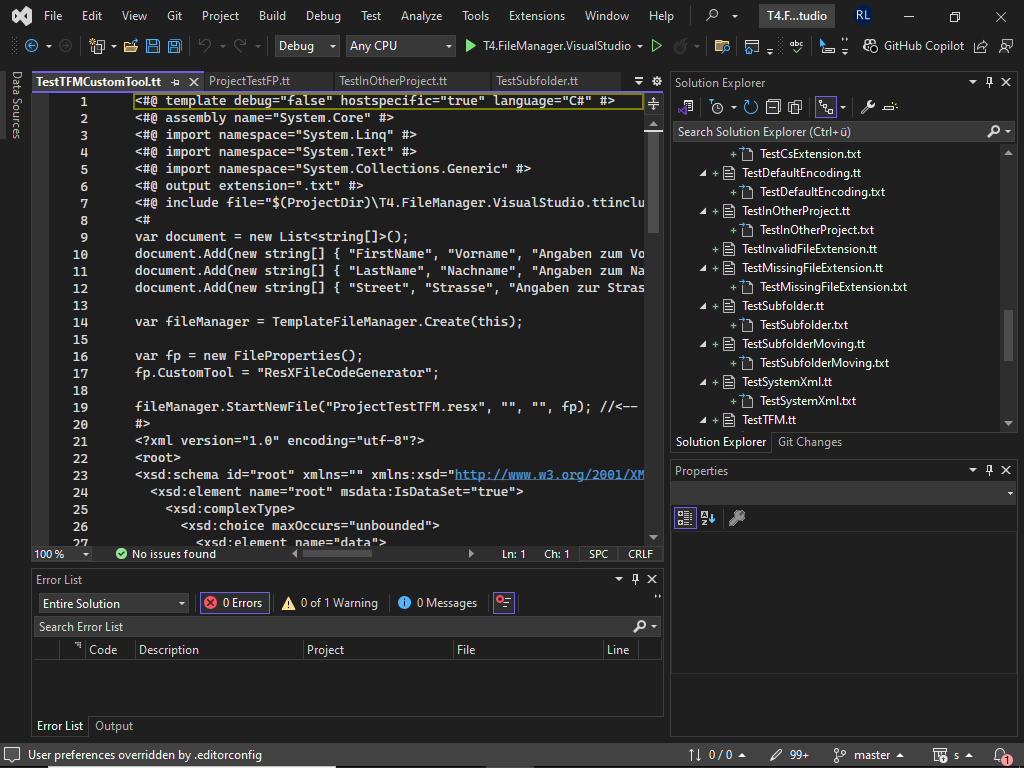 File Edit View Git Project Build Debug Test Analyze Tools Extensions Window Help T4.F...tudio RL
Debug Any CPU T4.FileManager.VisualStudio abc GitHub Copilot
Data Sources
TestTFMCustomTool.tt ProjectTestFP.tt TestInOtherProject.tt TestSubfolder.tt
1 <#@ template debug="false" hostspecific="true" language="C#" #>
2 <#@ assembly name="System.Core" #>
3 <#@ import namespace="System.Linq" #>
4 <#@ import namespace="System.Text" #>
5 <#@ import namespace="System.Collections.Generic" #>
6 <#@ output extension=".txt" #>
7 <#@ include file="$(ProjectDir)\T4.FileManager.VisualStudio.ttinclu
8 <#
9 var document = new List<string[]>();
10 document.Add(new string[] { "FirstName", "Vorname", "Angaben zum Vo
11 document.Add(new string[] { "LastName", "Nachname", "Angaben zum Na
12 document.Add(new string[] { "Street", "Strasse", "Angaben zur Stras
13
14 var fileManager = TemplateFileManager.Create(this);
15
16 var fp = new FileProperties();
17 fp.CustomTool = "ResXFileCodeGenerator";
18
19 fileManager.StartNewFile("ProjectTestTFM.resx", "", "", fp); //<--
20 #>
21 <?xml version="1.0" encoding="utf-8"?>
22 <root>
23 <xsd:schema id="root" xmlns="" xmlns:xsd="http://www.w3.org/2001/XM
24 <xsd:element name="root" msdata:IsDataSet="true">
25 <xsd:complexType>
26 <xsd:choice maxOccurs="unbounded">
27 <xsd:element name="data">
100 % No issues found Ln: 1 Ch: 1 SPC CRLF
Error List
Entire Solution 0 Errors 0 of 1 Warning 0 Messages
Search Error List
Code Description Project File Line
Error List Output
Solution Explorer
Search Solution Explorer (Ctrl+ü)
TestCsExtension.txt
TestDefaultEncoding.tt
TestDefaultEncoding.txt
TestInOtherProject.tt
TestInOtherProject.txt
TestInvalidFileExtension.tt
TestMissingFileExtension.tt
TestMissingFileExtension.txt
TestSubfolder.tt
TestSubfolder.txt
TestSubfolderMoving.tt
TestSubfolderMoving.txt
TestSystemXml.tt
TestSystemXml.txt
TestTFM.tt
Solution Explorer Git Changes
Properties
User preferences overridden by .editorconfig 0 / 0 99+ master s 1